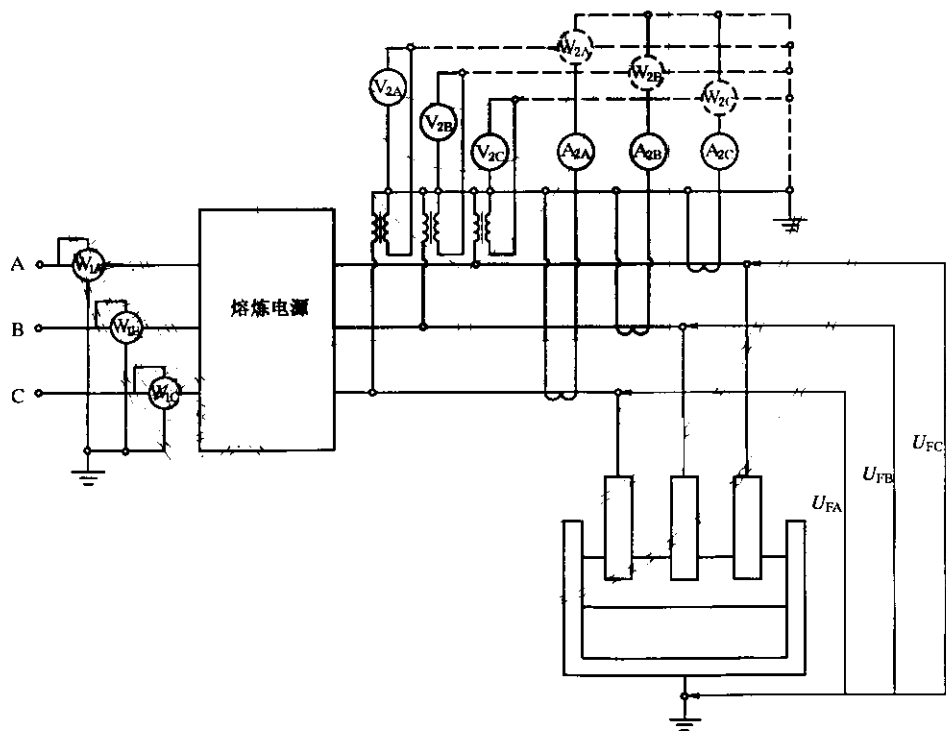 W2A
W2B
W2C
V2A
V2B
V2C
A2A
A2B
A2C
A
W1A
B
W1B
C
W1C
熔炼电源
UFA
UFB
UFC